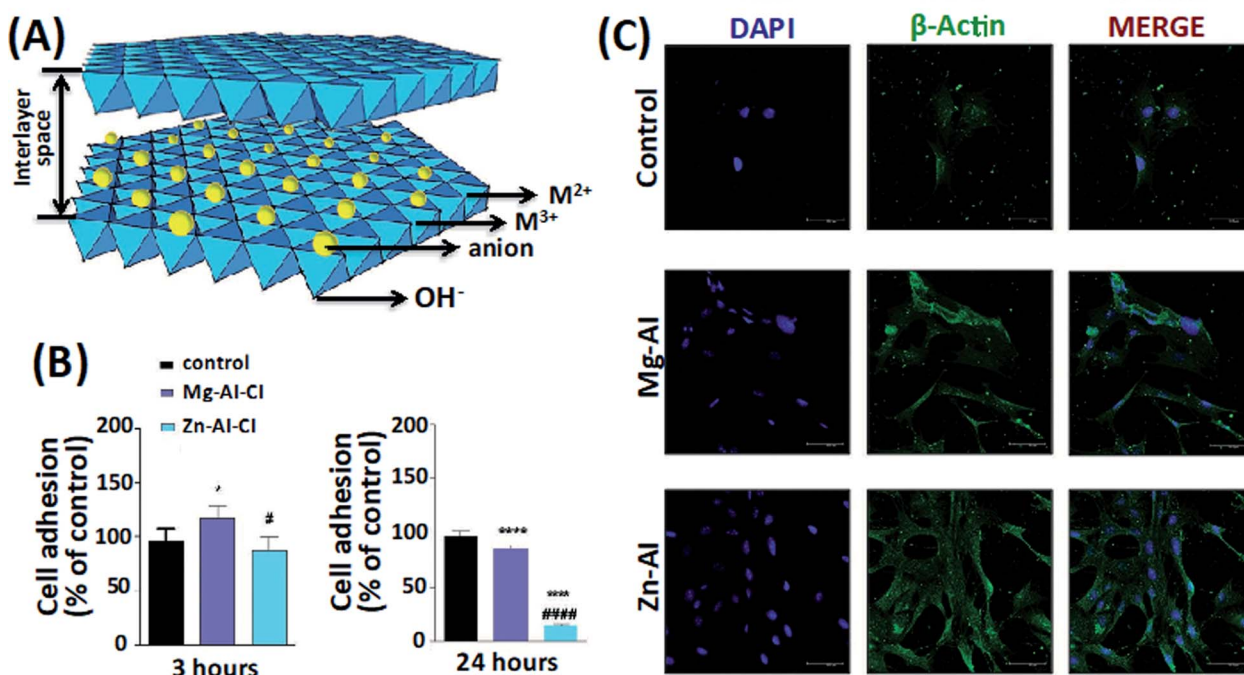 (A)
Interlayer
space
M²⁺
M³⁺
anion
OH⁻
(B)
control
Mg-Al-Cl
Zn-Al-Cl
Cell adhesion
(% of control)
200
150
100
50
0
*
#
3 hours
Cell adhesion
(% of control)
200
150
100
50
0
****
****
####
24 hours
(C)
DAPI β-Actin MERGE
Control
Mg-Al
Zn-Al